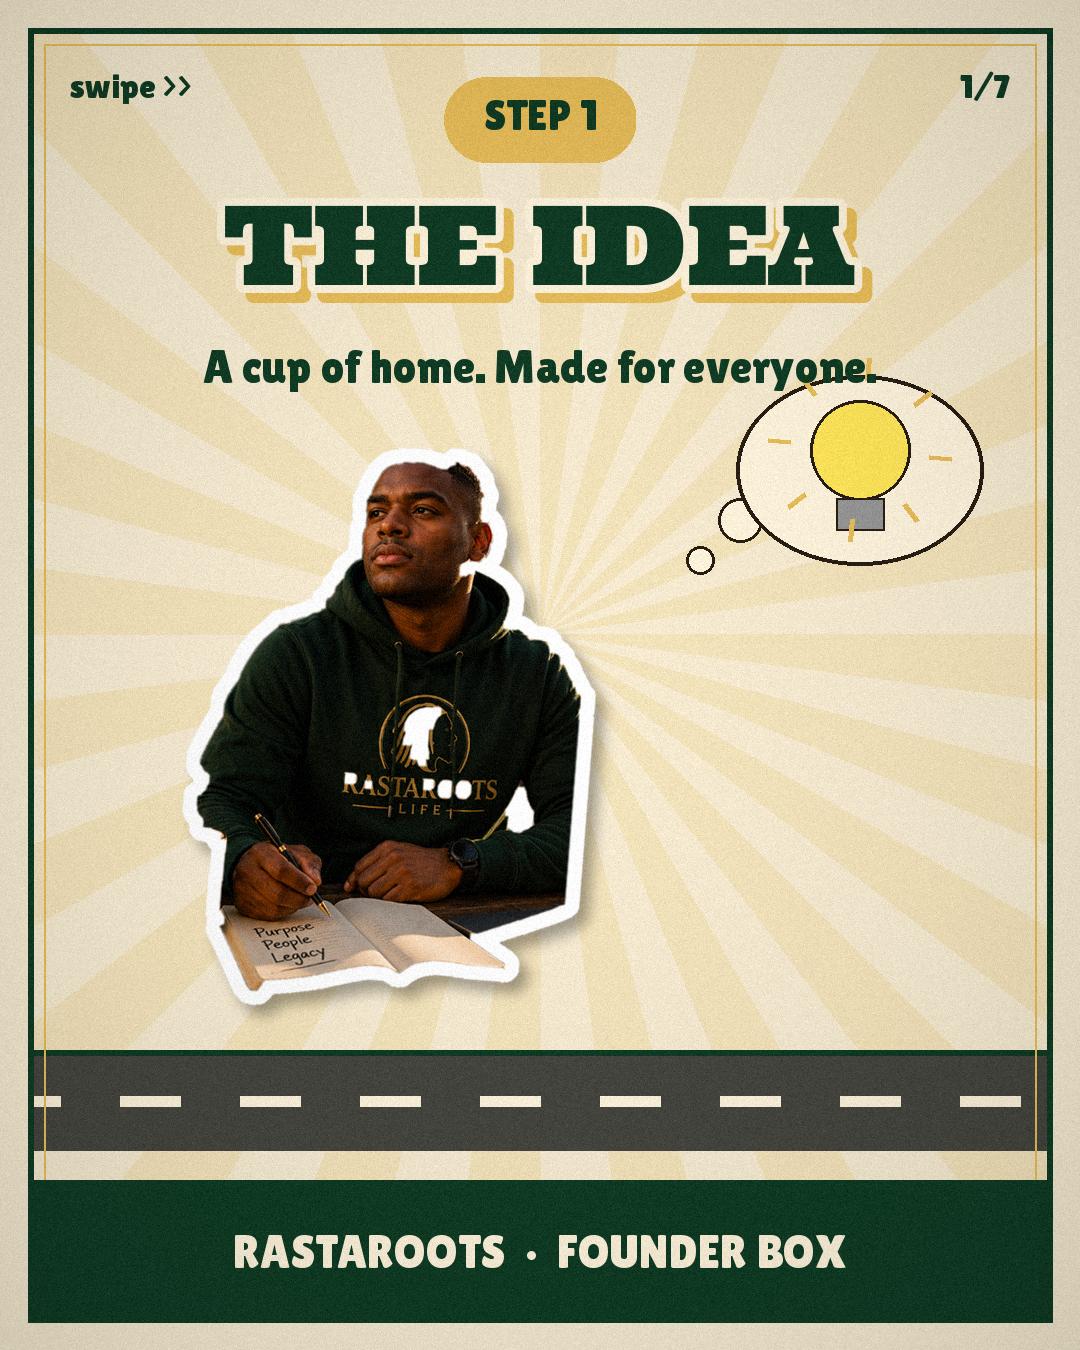 swipe >>
STEP 1
1/7
THE IDEA
A cup of home. Made for everyone.
RASTAROOTS
LIFE
Purpose
People
Legacy
RASTAROOTS · FOUNDER BOX